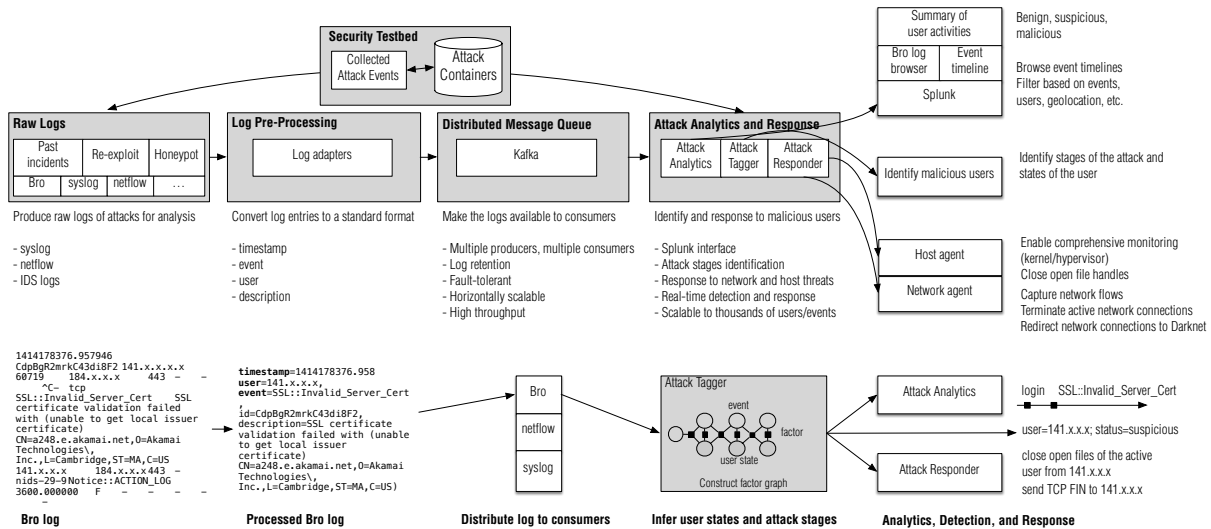 Security Testbed
Collected
Attack Events
Attack
Containers
Raw Logs
Past
incidents
Re-exploit
Honeypot
Bro
syslog
netflow
...
Produce raw logs of attacks for analysis
- syslog
- netflow
- IDS logs
Log Pre-Processing
Log adapters
Convert log entries to a standard format
- timestamp
- event
- user
- description
Distributed Message Queue
Kafka
Make the logs available to consumers
- Multiple producers, multiple consumers
- Log retention
- Fault-tolerant
- Horizontally scalable
- High throughput
Attack Analytics and Response
Attack
Analytics
Attack
Tagger
Attack
Responder
Identify and response to malicious users
- Splunk interface
- Attack stages identification
- Response to network and host threats
- Real-time detection and response
- Scalable to thousands of users/events
Summary of
user activities
Bro log
browser
Event
timeline
Splunk
Benign, suspicious,
malicious
Browse event timelines
Filter based on events,
users, geolocation, etc.
Identify malicious users
Identify stages of the attack and
states of the user
Host agent
Network agent
Enable comprehensive monitoring
(kernel/hypervisor)
Close open file handles
Capture network flows
Terminate active network connections
Redirect network connections to Darknet
1414178376.957946
CdpBgR2mrkC43di8F2 141.x.x.x.x
60719 184.x.x.x 443 - -
^C- tcp
SSL::Invalid_Server_Cert SSL
certificate validation failed
with (unable to get local issuer
certificate)
CN=a248.e.akamai.net,O=Akamai
Technologies\,
Inc.,L=Cambridge,ST=MA,C=US
141.x.x.x 184.x.x.x 443 -
nids-29-9 Notice::ACTION_LOG
3600.000000 F - - - -
-
Bro log
timestamp=1414178376.958
user=141.x.x.x,
event=SSL::Invalid_Server_Cert
,
id=CdpBgR2mrkC43di8F2,
description=SSL certificate
validation failed with (unable
to get local issuer
certificate)
CN=a248.e.akamai.net,O=Akamai
Technologies\,
Inc.,L=Cambridge,ST=MA,C=US)
Processed Bro log
Bro
netflow
syslog
Distribute log to consumers
Attack Tagger
event
factor
user state
Construct factor graph
Infer user states and attack stages
Attack Analytics
login SSL::Invalid_Server_Cert
user=141.x.x.x; status=suspicious
Attack Responder
close open files of the active
user from 141.x.x.x
send TCP FIN to 141.x.x.x
Analytics, Detection, and Response